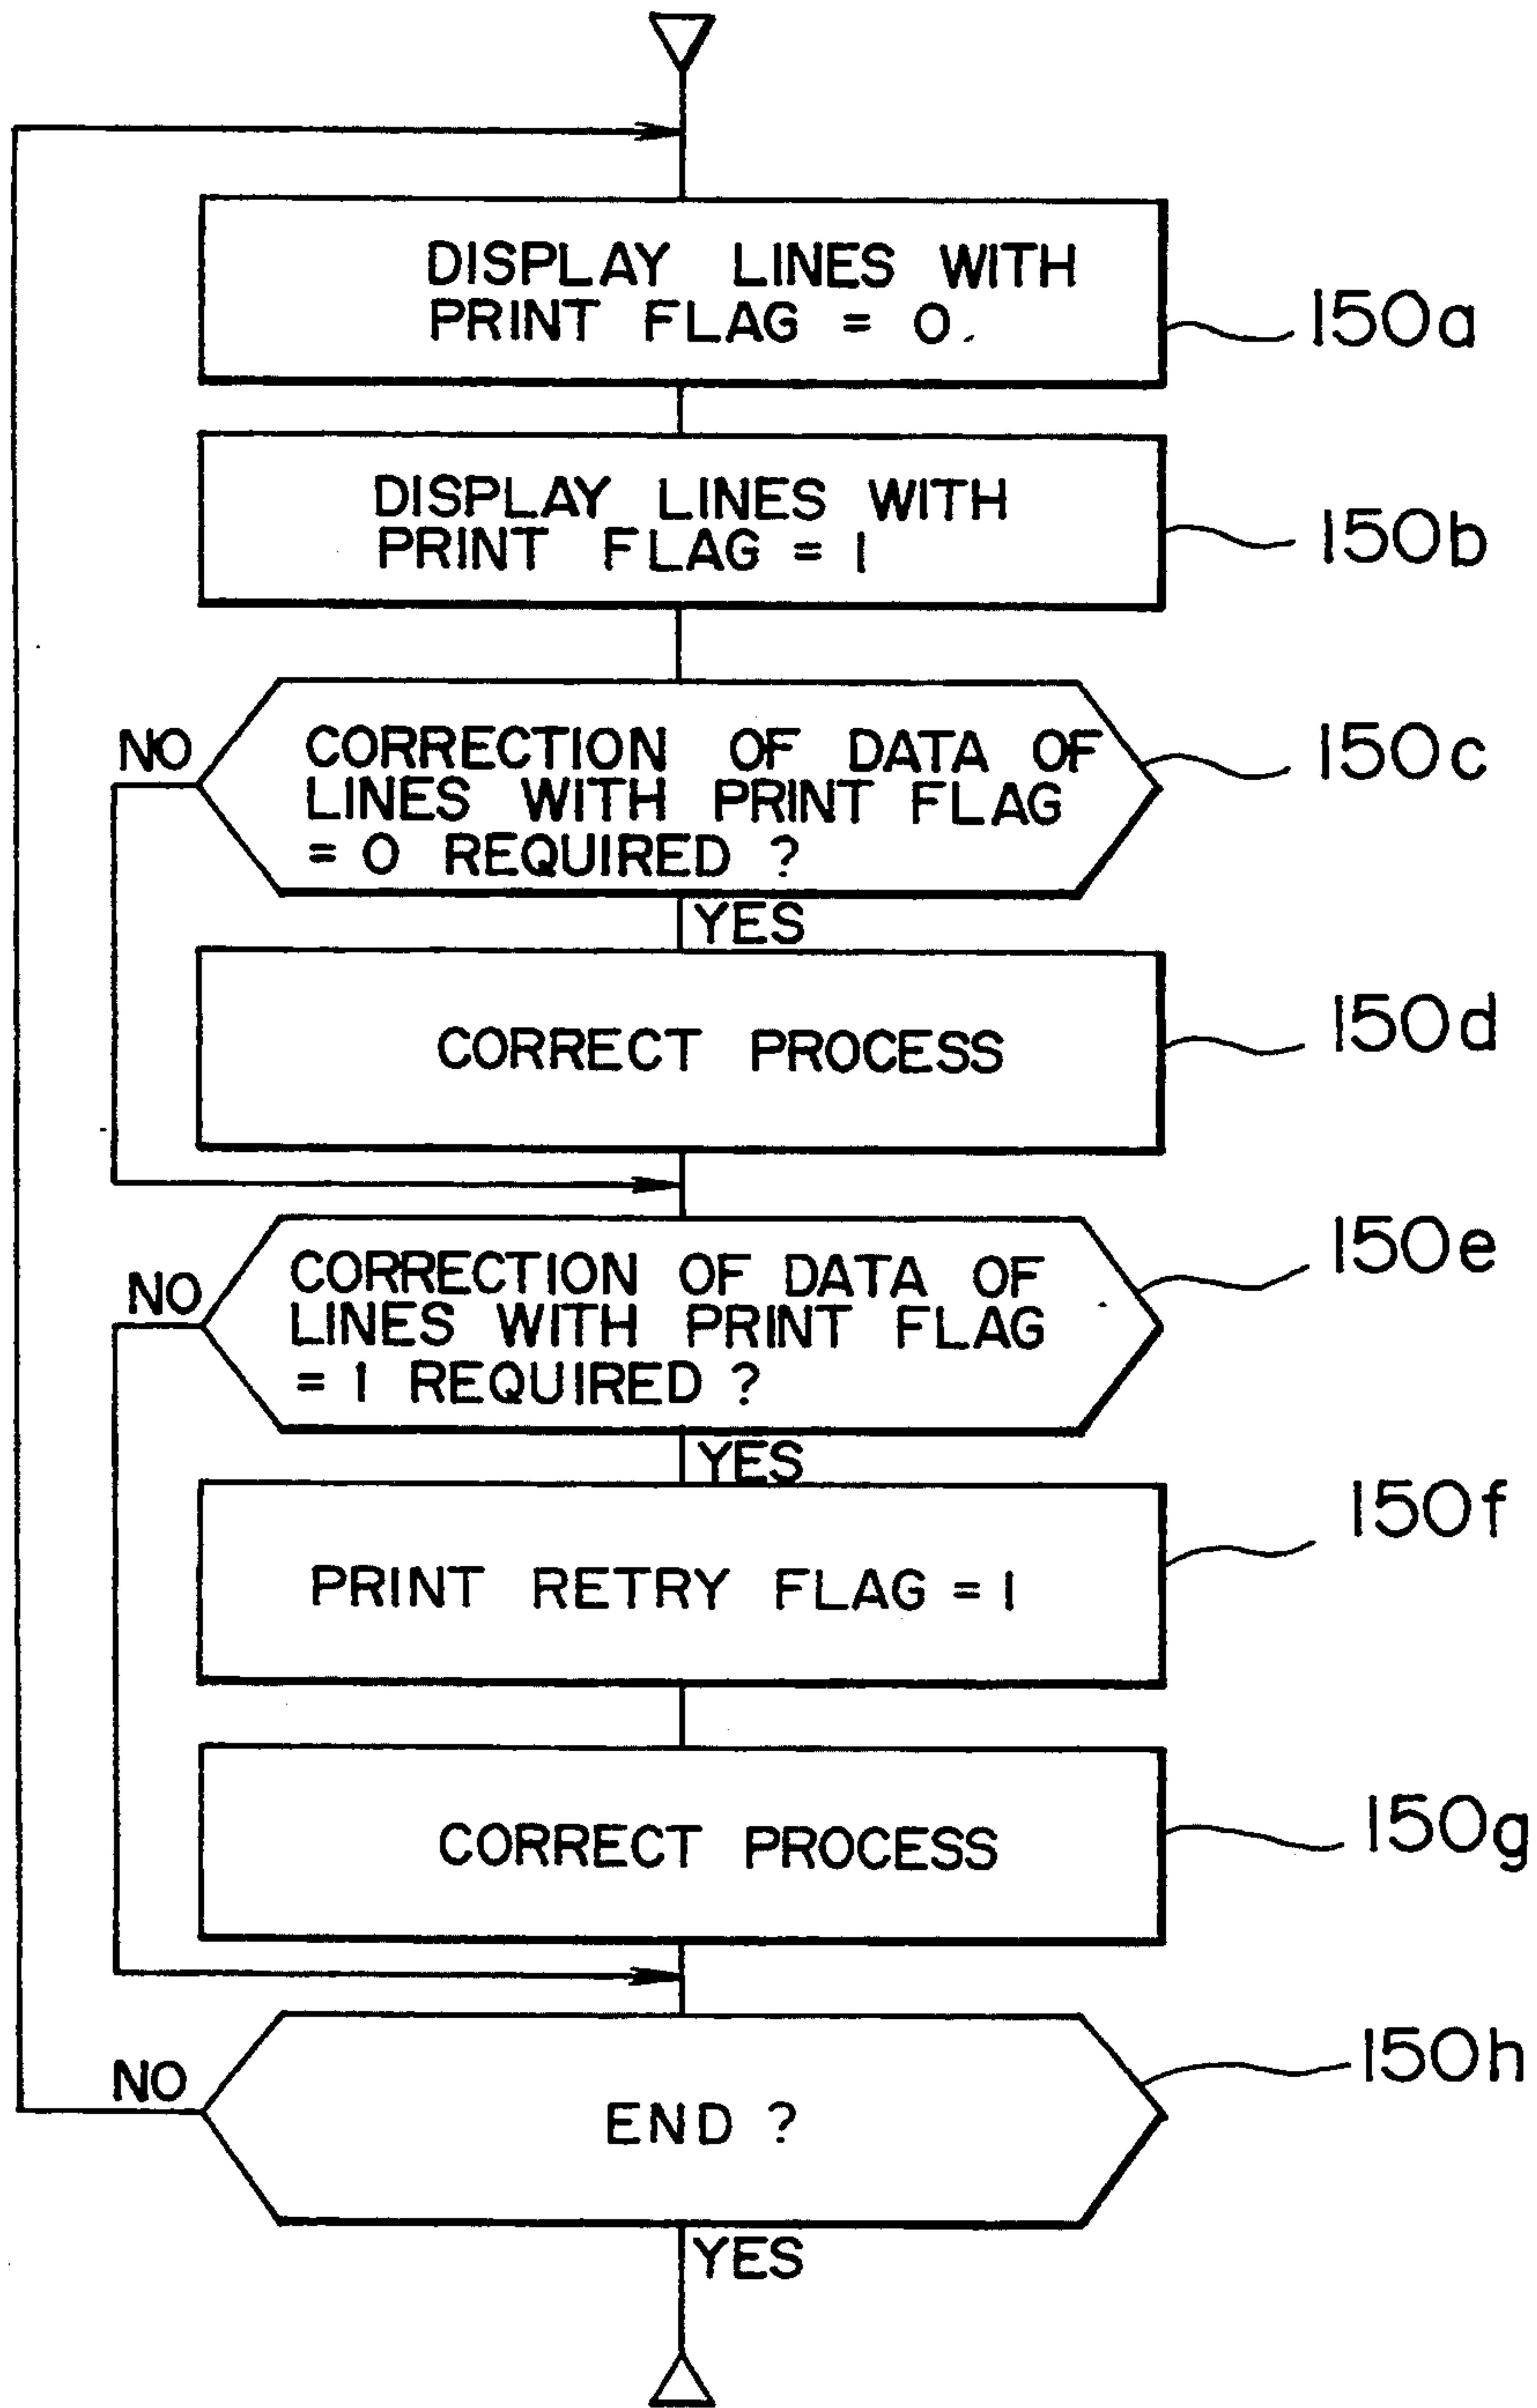 DISPLAY LINES WITH
PRINT FLAG = 0.
150a
DISPLAY LINES WITH
PRINT FLAG = 1
150b
NO
CORRECTION OF DATA OF
LINES WITH PRINT FLAG
= 0 REQUIRED ?
150c
YES
CORRECT PROCESS
150d
NO
CORRECTION OF DATA OF
LINES WITH PRINT FLAG
= 1 REQUIRED ?
150e
YES
PRINT RETRY FLAG = 1
150f
CORRECT PROCESS
150g
NO
END ?
150h
YES